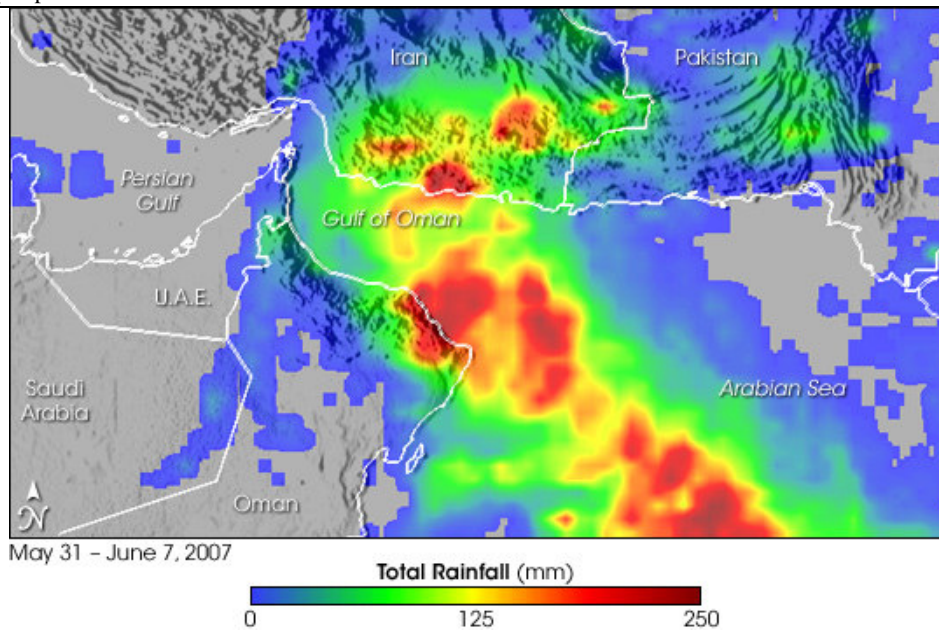 Iran
Pakistan
Persian
Gulf
Gulf of Oman
U.A.E.
Saudi
Arabia
Arabian Sea
Oman
N
May 31 – June 7, 2007
Total Rainfall (mm)
0 125 250